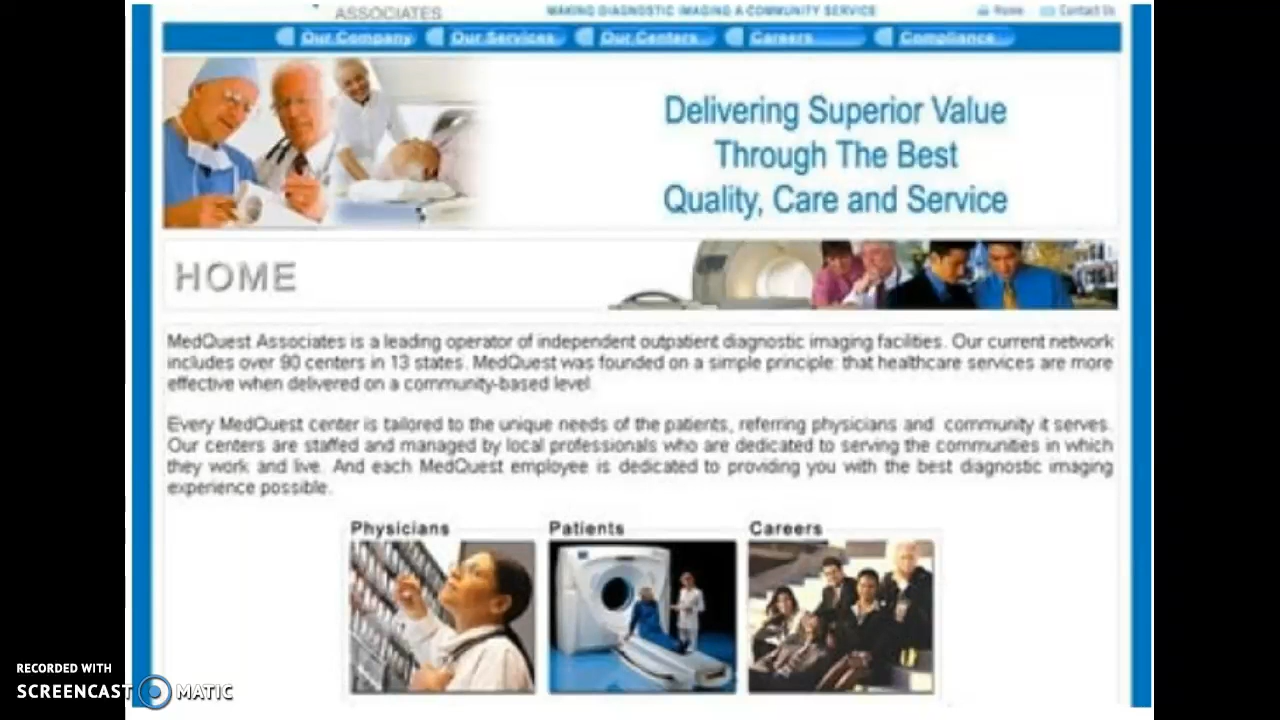 ASSOCIATES
MAKING DIAGNOSTIC IMAGING A COMMUNITY SERVICE
Home Contact Us
Our Company Our Services Our Centers Careers Compliance
Delivering Superior Value
Through The Best
Quality, Care and Service
HOME
MedQuest Associates is a leading operator of independent outpatient diagnostic imaging facilities. Our current network
includes over 90 centers in 13 states. MedQuest was founded on a simple principle: that healthcare services are more
effective when delivered on a community-based level.
Every MedQuest center is tailored to the unique needs of the patients, referring physicians and community it serves.
Our centers are staffed and managed by local professionals who are dedicated to serving the communities in which
they work and live. And each MedQuest employee is dedicated to providing you with the best diagnostic imaging
experience possible.
Physicians Patients Careers
RECORDED WITH
SCREENCAST MATIC